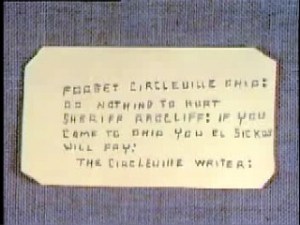 FORGET CIRCLEVILLE OHIO:
DO NOTHING TO HURT
SHERIFF RADCLIFF: IF YOU
COME TO OHIO YOU EL SICKOS
WILL PAY:
THE CIRCLEVILLE WRITER: